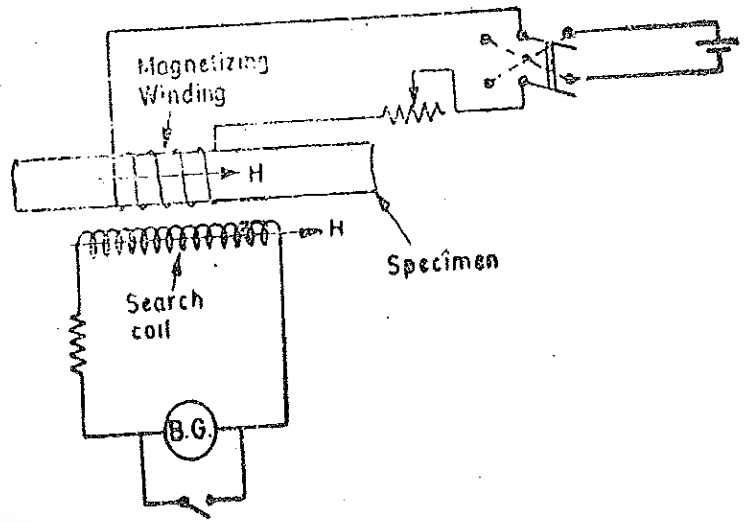 Magnetizing
Winding
H
H
Specimen
Search
coil
B.G.